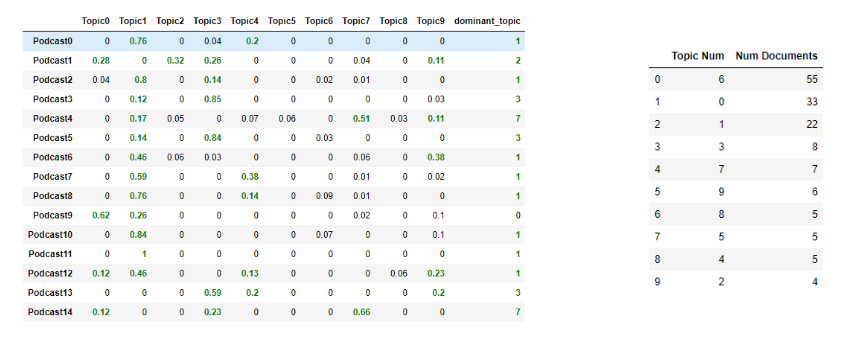 Topic0 Topic1 Topic2 Topic3 Topic4 Topic5 Topic6 Topic7 Topic8 Topic9 dominant_topic
Podcast0 0 0.76 0 0.04 0.2 0 0 0 0 0 1
Podcast1 0.28 0 0.32 0.26 0 0 0 0.04 0 0.11 2
Podcast2 0.04 0.8 0 0.14 0 0 0.02 0.01 0 0 1
Podcast3 0 0.12 0 0.85 0 0 0 0 0 0.03 3
Podcast4 0 0.17 0.05 0 0.07 0.06 0 0.51 0.03 0.11 7
Podcast5 0 0.14 0 0.84 0 0 0.03 0 0 0 3
Podcast6 0 0.46 0.06 0.03 0 0 0 0.06 0 0.38 1
Podcast7 0 0.59 0 0 0.38 0 0 0.01 0 0.02 1
Podcast8 0 0.76 0 0 0.14 0 0.09 0.01 0 0 1
Podcast9 0.62 0.26 0 0 0 0 0 0.02 0 0.1 0
Podcast10 0 0.84 0 0 0 0 0.07 0 0 0.1 1
Podcast11 0 1 0 0 0 0 0 0 0 0 1
Podcast12 0.12 0.46 0 0 0.13 0 0 0 0.06 0.23 1
Podcast13 0 0 0 0.59 0.2 0 0 0 0 0.2 3
Podcast14 0.12 0 0 0.23 0 0 0 0.66 0 0 7
Topic Num Num Documents
0 6 55
1 0 33
2 1 22
3 3 8
4 7 7
5 9 6
6 8 5
7 5 5
8 4 5
9 2 4